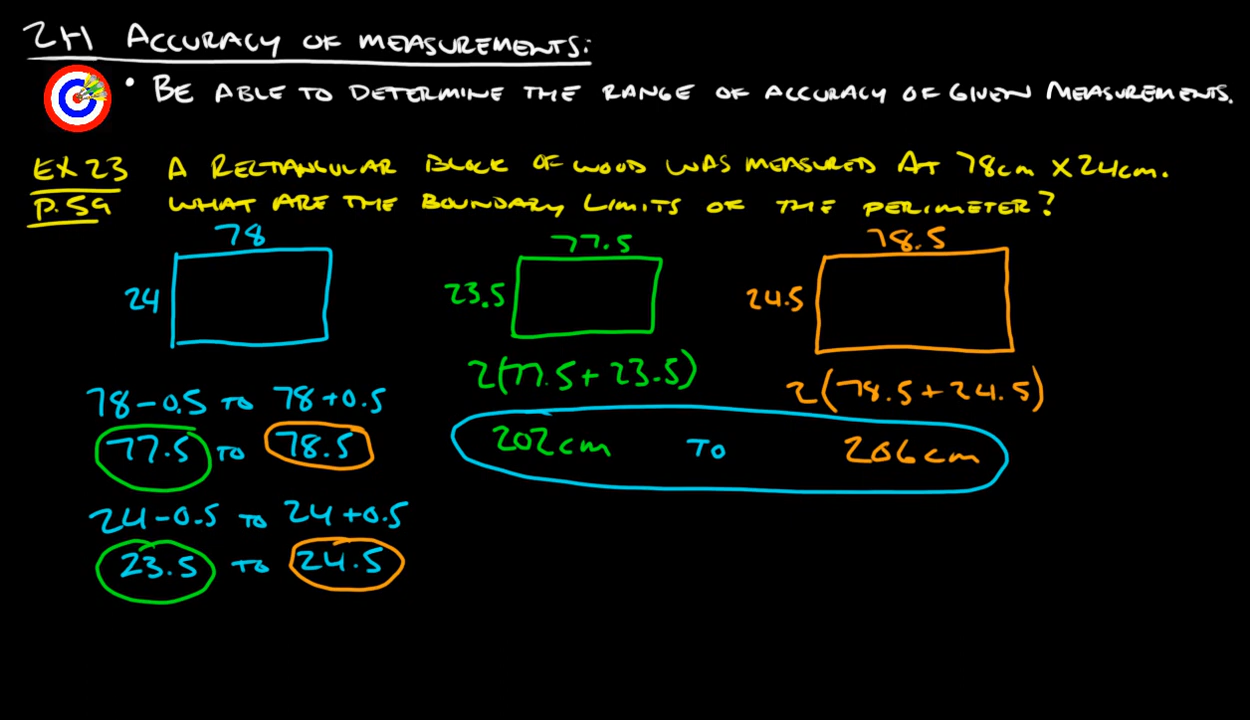 2H ACCURACY OF MEASUREMENTS:
• BE ABLE TO DETERMINE THE RANGE OF ACCURACY OF GIVEN MEASUREMENTS.
EX 23 A RECTANGULAR BLOCK OF WOOD WAS MEASURED AT 78cm X 24cm.
P.59 WHAT ARE THE BOUNDARY LIMITS OF THE PERIMETER?
78
24
77.5
23.5
78.5
24.5
78-0.5 TO 78+0.5
77.5 TO 78.5
24-0.5 TO 24+0.5
23.5 TO 24.5
2(77.5+23.5)
2(78.5+24.5)
202cm TO 206cm